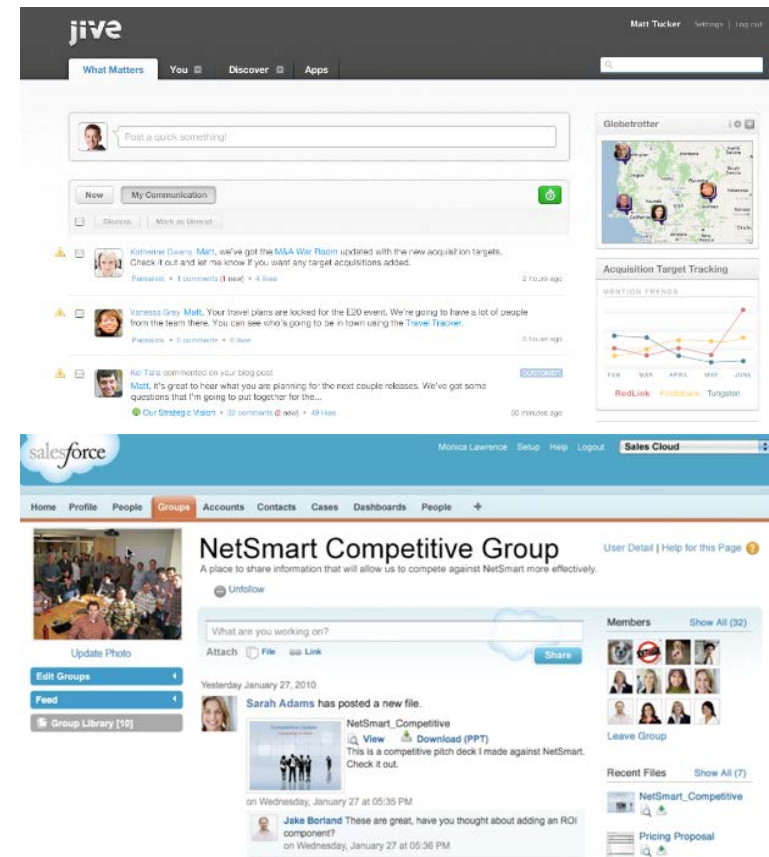 jive
Matt Tucker Settings | Log out
What Matters You Discover Apps
Post a quick something!
Globetrotter
Now My Communication
Dismiss Mark as Unread
Katherine Owens Matt, we've got the M&A War Room updated with the new acquisition targets.
Check it out and let me know if you want any target acquisitions added.
Permalink • 1 comments (1 new) • 4 likes 2 hours ago
Vanessa Grey Matt, Your travel plans are locked for the E20 event. We're going to have a lot of people
from the team there. You can see who's going to be in town using the Travel Tracker.
Permalink • 0 comments • 0 likes 5 hours ago
Kel Talia commented on your blog post CUSTOMER
Matt, it's great to hear what you are planning for the next couple releases. We've got some
questions that I'm going to put together for the...
Our Strategic Vision • 32 comments (2 new) • 49 likes 30 minutes ago
Acquisition Target Tracking
MENTION TRENDS
FEB MAR APRIL MAY JUNE
RedLink Tungsten
salesforce
Monica Lawrence Setup Help Logout Sales Cloud
Home Profile People Groups Accounts Contacts Cases Dashboards People +
NetSmart Competitive Group
User Detail | Help for this Page
A place to share information that will allow us to compete against NetSmart more effectively.
Unfollow
Update Photo
Edit Groups
Feed
Group Library [10]
What are you working on?
Attach File Link Share
Yesterday January 27, 2010
Sarah Adams has posted a new file.
NetSmart_Competitive
View Download (PPT)
This is a competitive pitch deck I made against NetSmart.
Check it out.
on Wednesday, January 27 at 05:35 PM
Jake Borland These are great, have you thought about adding an ROI
component?
on Wednesday, January 27 at 05:36 PM
Members Show All (32)
Leave Group
Recent Files Show All (7)
NetSmart_Competitive
Pricing Proposal